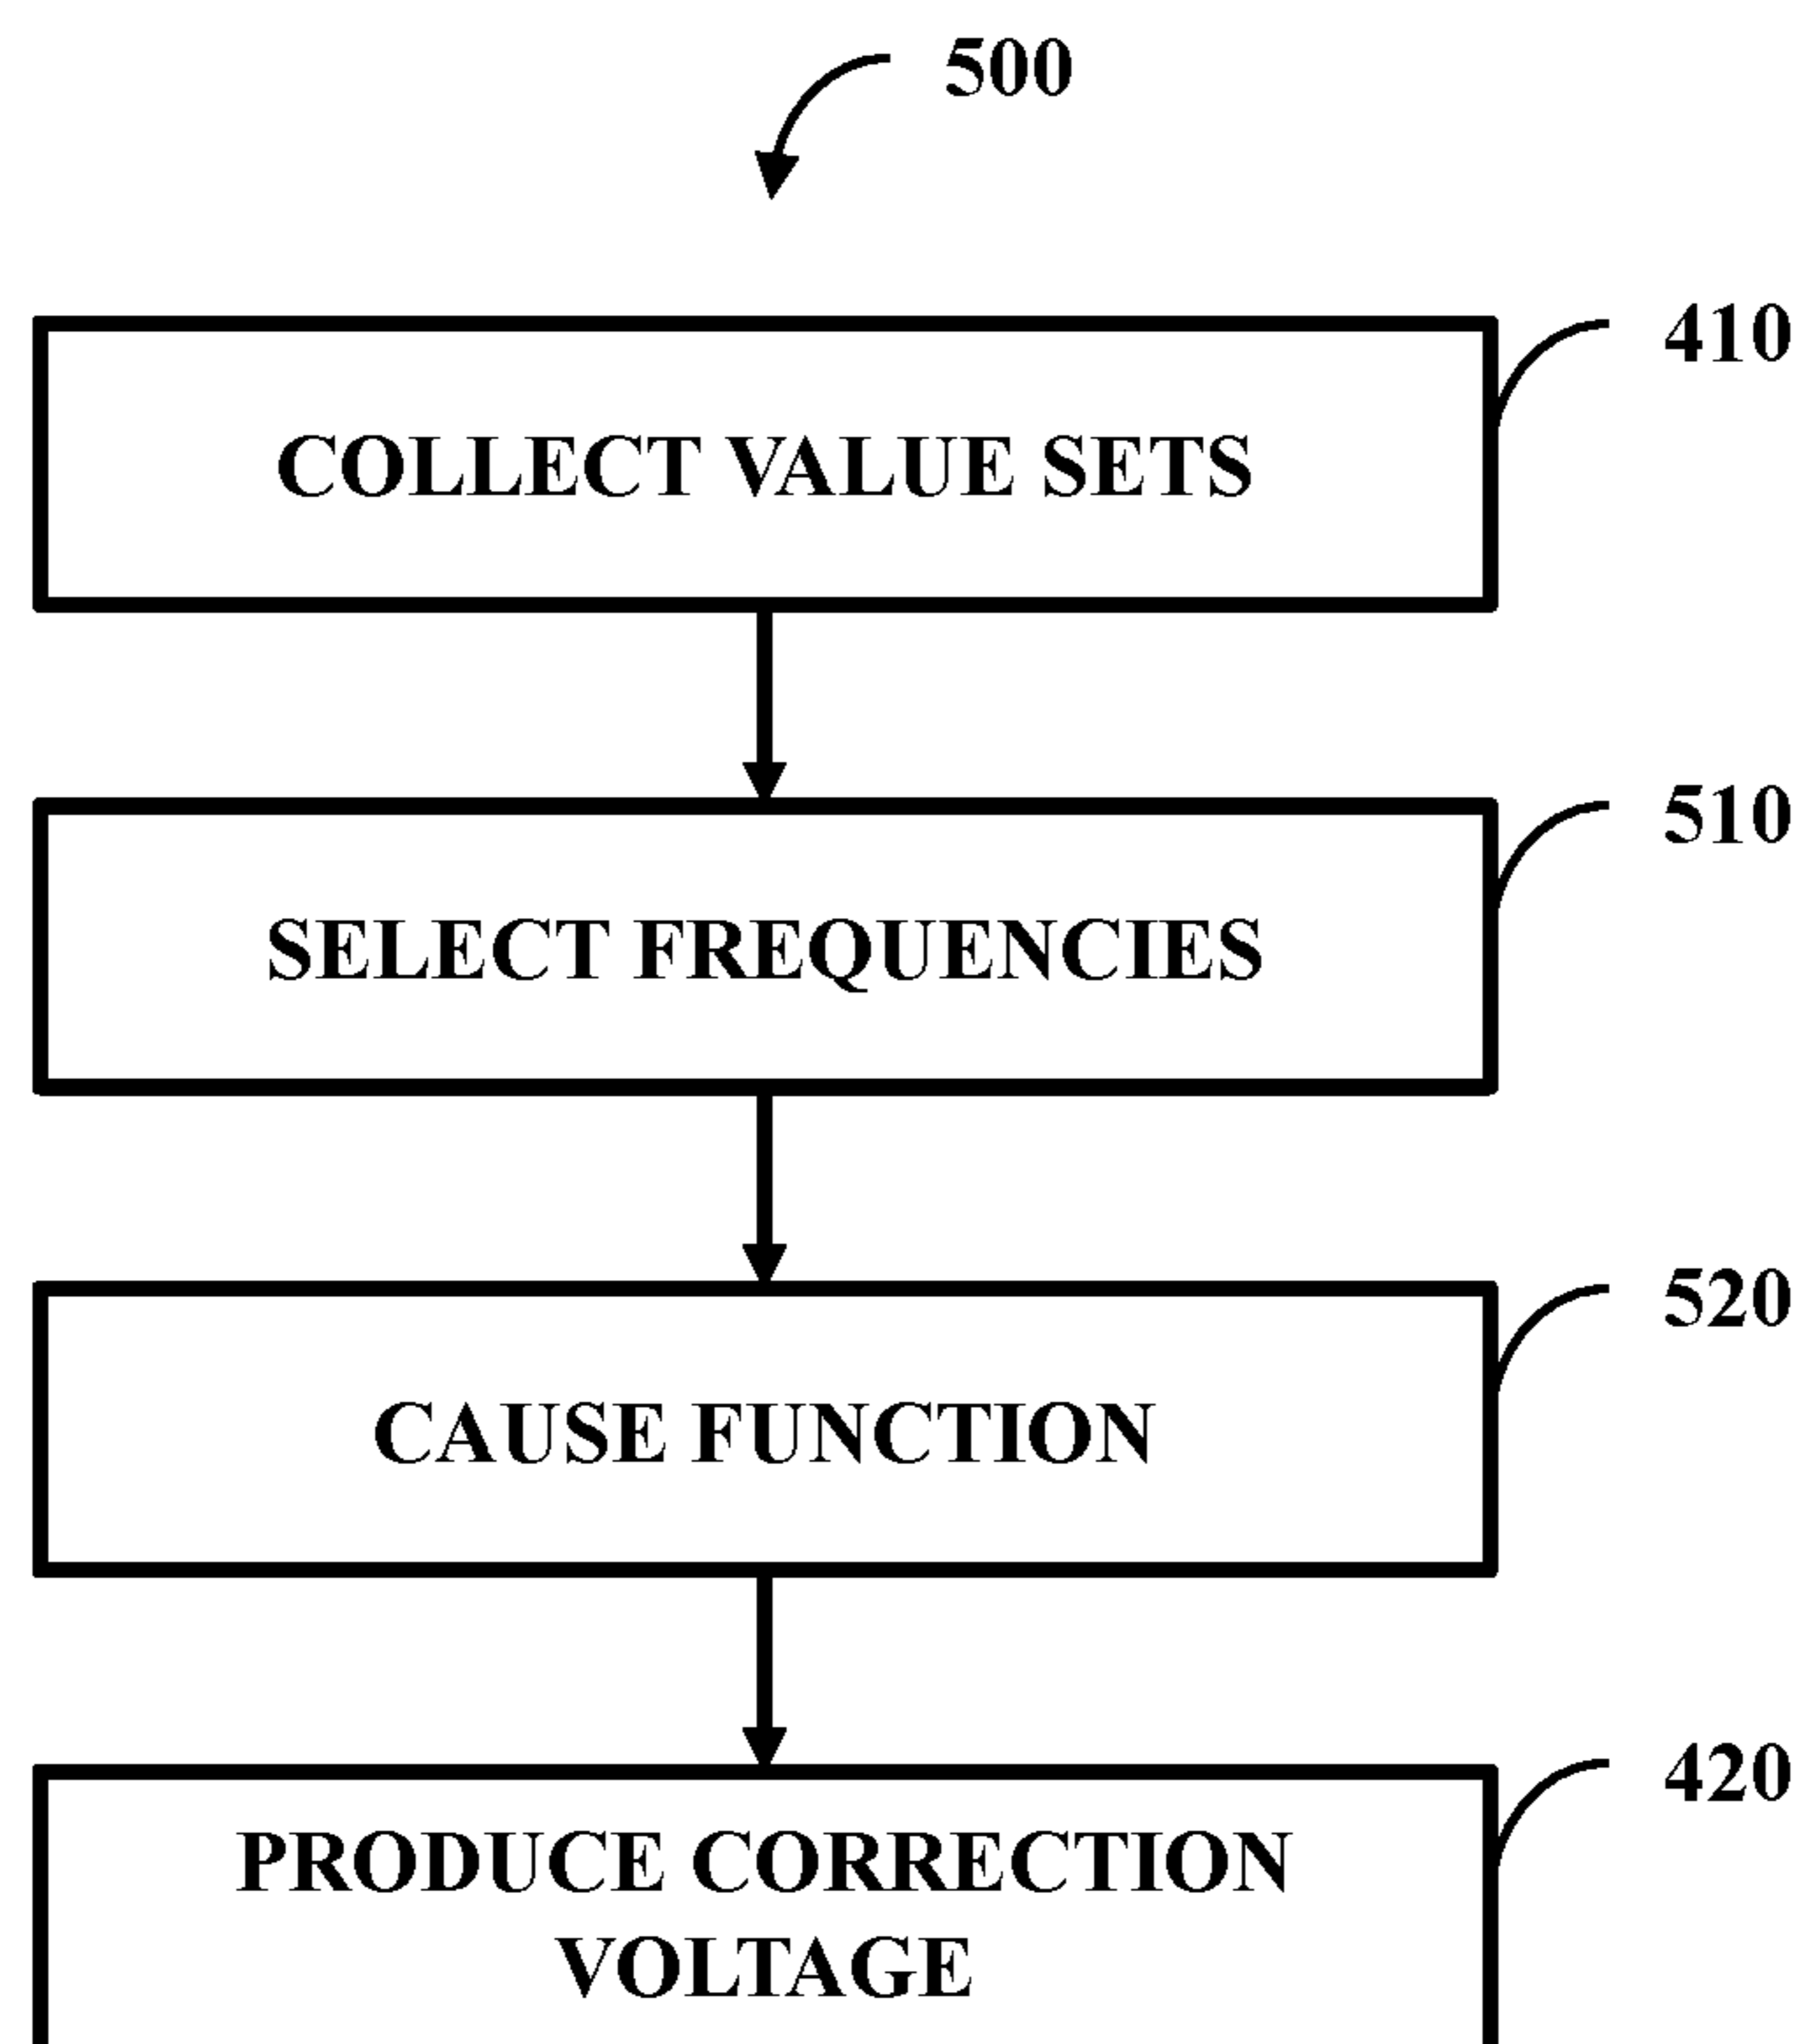 500
410
COLLECT VALUE SETS
510
SELECT FREQUENCIES
520
CAUSE FUNCTION
420
PRODUCE CORRECTION
VOLTAGE